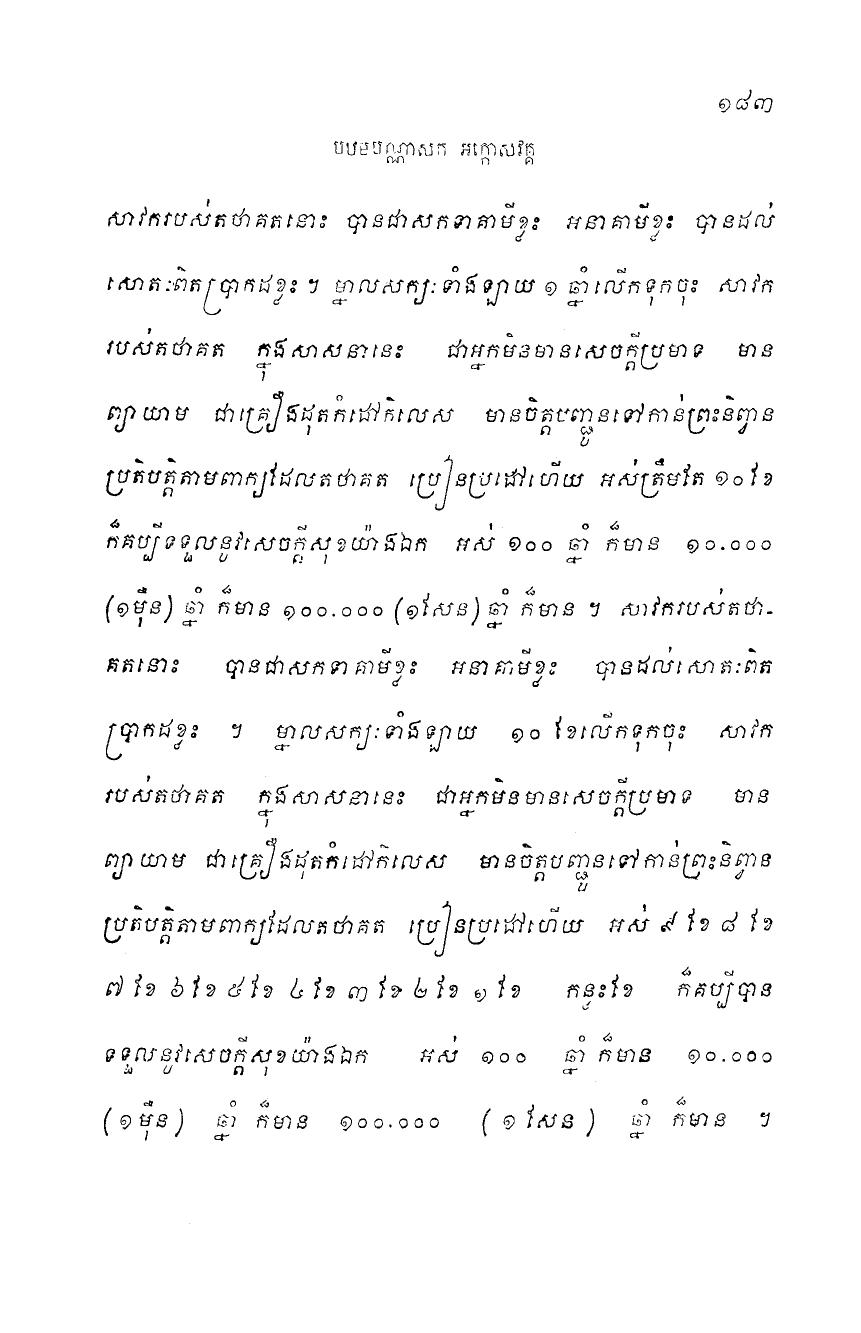 ១៨៣
បឋមបណ្ណាសក អក្កោសវគ្គ
សាវករបស់តថាគតនោះ បានជាសកទាគាមីខ្លះ អនាគាមីខ្លះ បានដល់
សោតៈពិតប្រាកដខ្លះ ។ ម្នាលសក្យៈទាំងឡាយ ១ ឆ្នាំលើកទុកចុះ សាវក
របស់តថាគត ក្នុងសាសនានេះ ជាអ្នកមិនមានសេចក្តីប្រមាទ មាន
ព្យាយាម ជាគ្រឿងដុតកំដៅកិលេស មានចិត្តបញ្ជូនទៅកាន់ព្រះនិព្វាន
ប្រតិបត្តិតាមពាក្យដែលតថាគត ប្រៀនប្រដៅហើយ អស់ត្រឹមតែ ១០ ខែ
ក៏គប្បីទទួលនូវសេចក្តីសុខយ៉ាងឯក អស់ ១០០ ឆ្នាំ ក៏មាន ១០.០០០
(១ម៉ឺន) ឆ្នាំ ក៏មាន ១០០.០០០ (១សែន) ឆ្នាំ ក៏មាន ។ សាវករបស់តថា-
គតនោះ បានជាសកទាគាមីខ្លះ អនាគាមីខ្លះ បានដល់សោតៈពិត
ប្រាកដខ្លះ ។ ម្នាលសក្យៈទាំងឡាយ ១០ ខែលើកទុកចុះ សាវក
របស់តថាគត ក្នុងសាសនានេះ ជាអ្នកមិនមានសេចក្តីប្រមាទ មាន
ព្យាយាម ជាគ្រឿងដុតកំដៅកិលេស មានចិត្តបញ្ជូនទៅកាន់ព្រះនិព្វាន
ប្រតិបត្តិតាមពាក្យដែលតថាគត ប្រៀនប្រដៅហើយ អស់ ៩ ខែ ៨ ខែ
៧ ខែ ៦ ខែ ៥ ខែ ៤ ខែ ៣ ខែ ២ ខែ ១ ខែ កន្លះខែ ក៏គប្បីបាន
ទទួលនូវសេចក្តីសុខយ៉ាងឯក អស់ ១០០ ឆ្នាំ ក៏មាន ១០.០០០
(១ម៉ឺន) ឆ្នាំ ក៏មាន ១០០.០០០ (១ សែន) ឆ្នាំ ក៏មាន ។